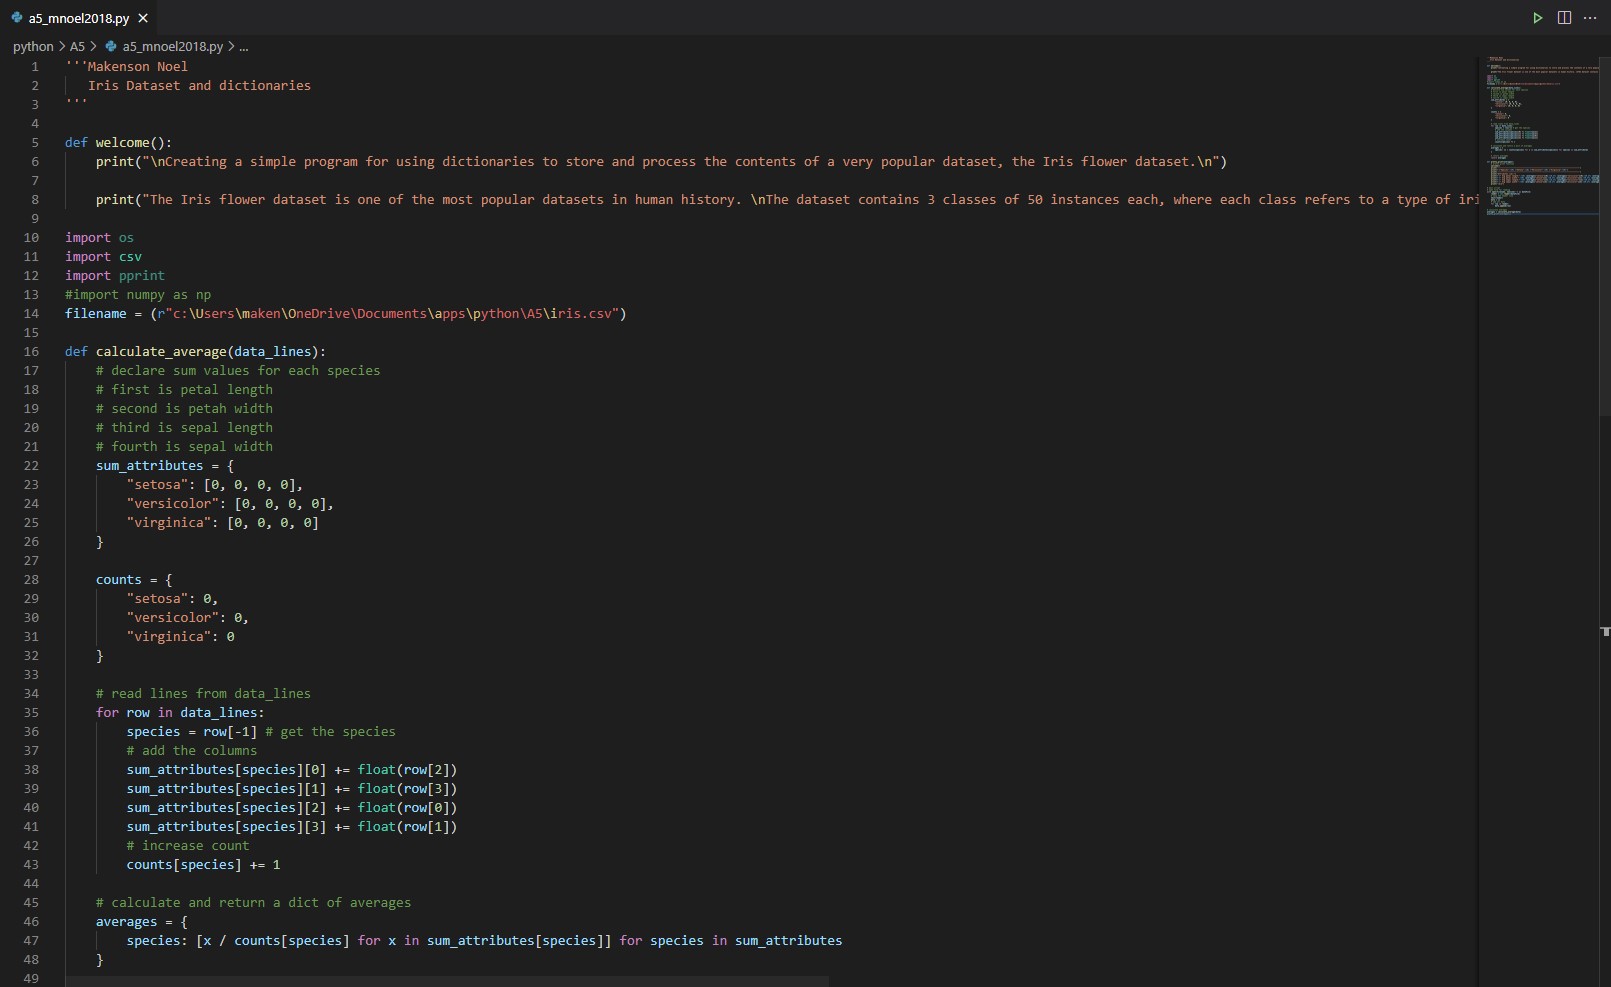 a5_mnoel2018.py
python > A5 > a5_mnoel2018.py > ...
1 '''Makenson Noel
2    Iris Dataset and dictionaries
3 '''
4
5 def welcome():
6     print("\nCreating a simple program for using dictionaries to store and process the contents of a very popular dataset, the Iris flower dataset.\n")
7
8     print("The Iris flower dataset is one of the most popular datasets in human history. \nThe dataset contains 3 classes of 50 instances each, where each class refers to a type of iri
9
10 import os
11 import csv
12 import pprint
13 #import numpy as np
14 filename = (r"c:\Users\maken\OneDrive\Documents\apps\python\A5\iris.csv")
15
16 def calculate_average(data_lines):
17     # declare sum values for each species
18     # first is petal length
19     # second is petah width
20     # third is sepal length
21     # fourth is sepal width
22     sum_attributes = {
23         "setosa": [0, 0, 0, 0],
24         "versicolor": [0, 0, 0, 0],
25         "virginica": [0, 0, 0, 0]
26     }
27
28     counts = {
29         "setosa": 0,
30         "versicolor": 0,
31         "virginica": 0
32     }
33
34     # read lines from data_lines
35     for row in data_lines:
36         species = row[-1] # get the species
37         # add the columns
38         sum_attributes[species][0] += float(row[2])
39         sum_attributes[species][1] += float(row[3])
40         sum_attributes[species][2] += float(row[0])
41         sum_attributes[species][3] += float(row[1])
42         # increase count
43         counts[species] += 1
44
45     # calculate and return a dict of averages
46     averages = {
47         species: [x / counts[species] for x in sum_attributes[species]] for species in sum_attributes
48     }
49